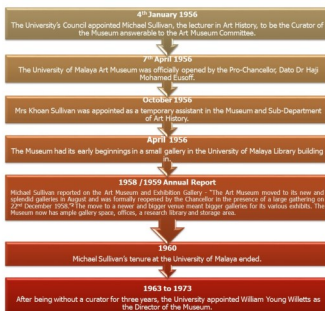 4th January 1956
The University's Council appointed Michael Sullivan, the lecturer in Art History, to be the Curator of
the Museum answerable to the Art Museum Committee.
7th April 1956
The University of Malaya Art Museum was officially opened by the Pro-Chancellor, Dato Dr Haji
Mohamed Eusoff.
October 1956
Mrs Khoan Sullivan was appointed as a temporary assistant in the Museum and Sub-Department
of Art History.
April 1956
The Museum had its early beginnings in a small gallery in the University of Malaya Library building
in.
1958 /1959 Annual Report
Michael Sullivan reported on the Art Museum and Exhibition Gallery - "The Art Museum moved to its new and
splendid galleries in August and was formally reopened by the Chancellor in the presence of a large gathering on
22nd December 1958." The move to a newer and bigger venue meant bigger galleries for its various exhibitions. The
Museum now has ample gallery space, offices, a research library and storage area.
1960
Michael Sullivan's tenure at the University of Malaya ended.
1963 to 1973
After being without a curator for three years, the University appointed William Young Willetts as
the Director of the Museum.